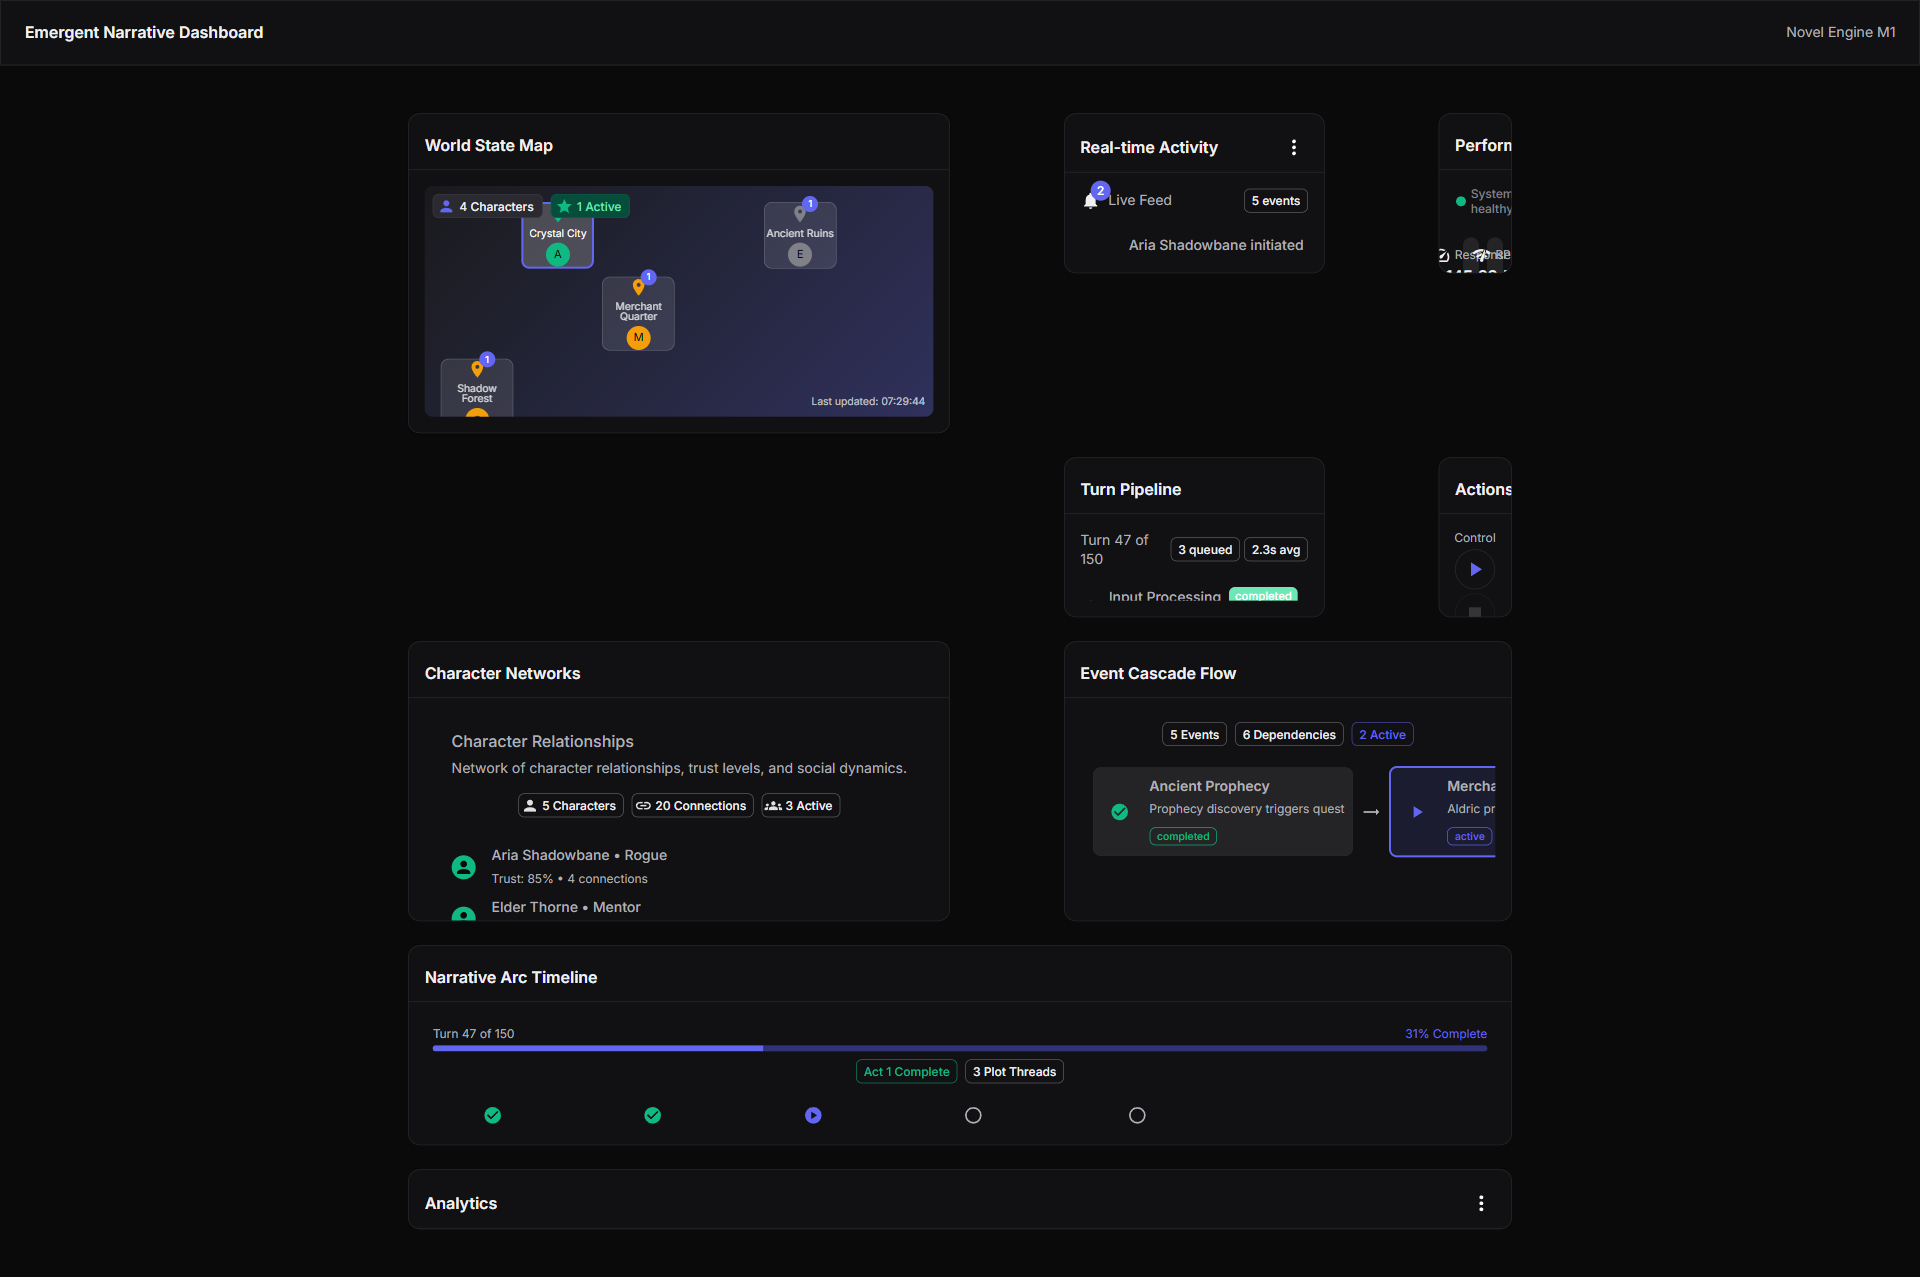 Emergent Narrative Dashboard
Novel Engine M1
World State Map
4 Characters
1 Active
Crystal City
A
1
Ancient Ruins
E
1
Merchant
Quarter
M
1
Shadow
Forest
Last updated: 07:29:44
Real-time Activity
2
Live Feed
5 events
Aria Shadowbane initiated
Perform
System
healthy
Turn Pipeline
Turn 47 of
150
3 queued
2.3s avg
Input Processing
completed
Actions
Control
Character Networks
Character Relationships
Network of character relationships, trust levels, and social dynamics.
5 Characters
20 Connections
3 Active
Aria Shadowbane • Rogue
Trust: 85% • 4 connections
Elder Thorne • Mentor
Event Cascade Flow
5 Events
6 Dependencies
2 Active
Ancient Prophecy
Prophecy discovery triggers quest
completed
Mercha
Aldric pr
active
Narrative Arc Timeline
Turn 47 of 150
31% Complete
Act 1 Complete
3 Plot Threads
Analytics